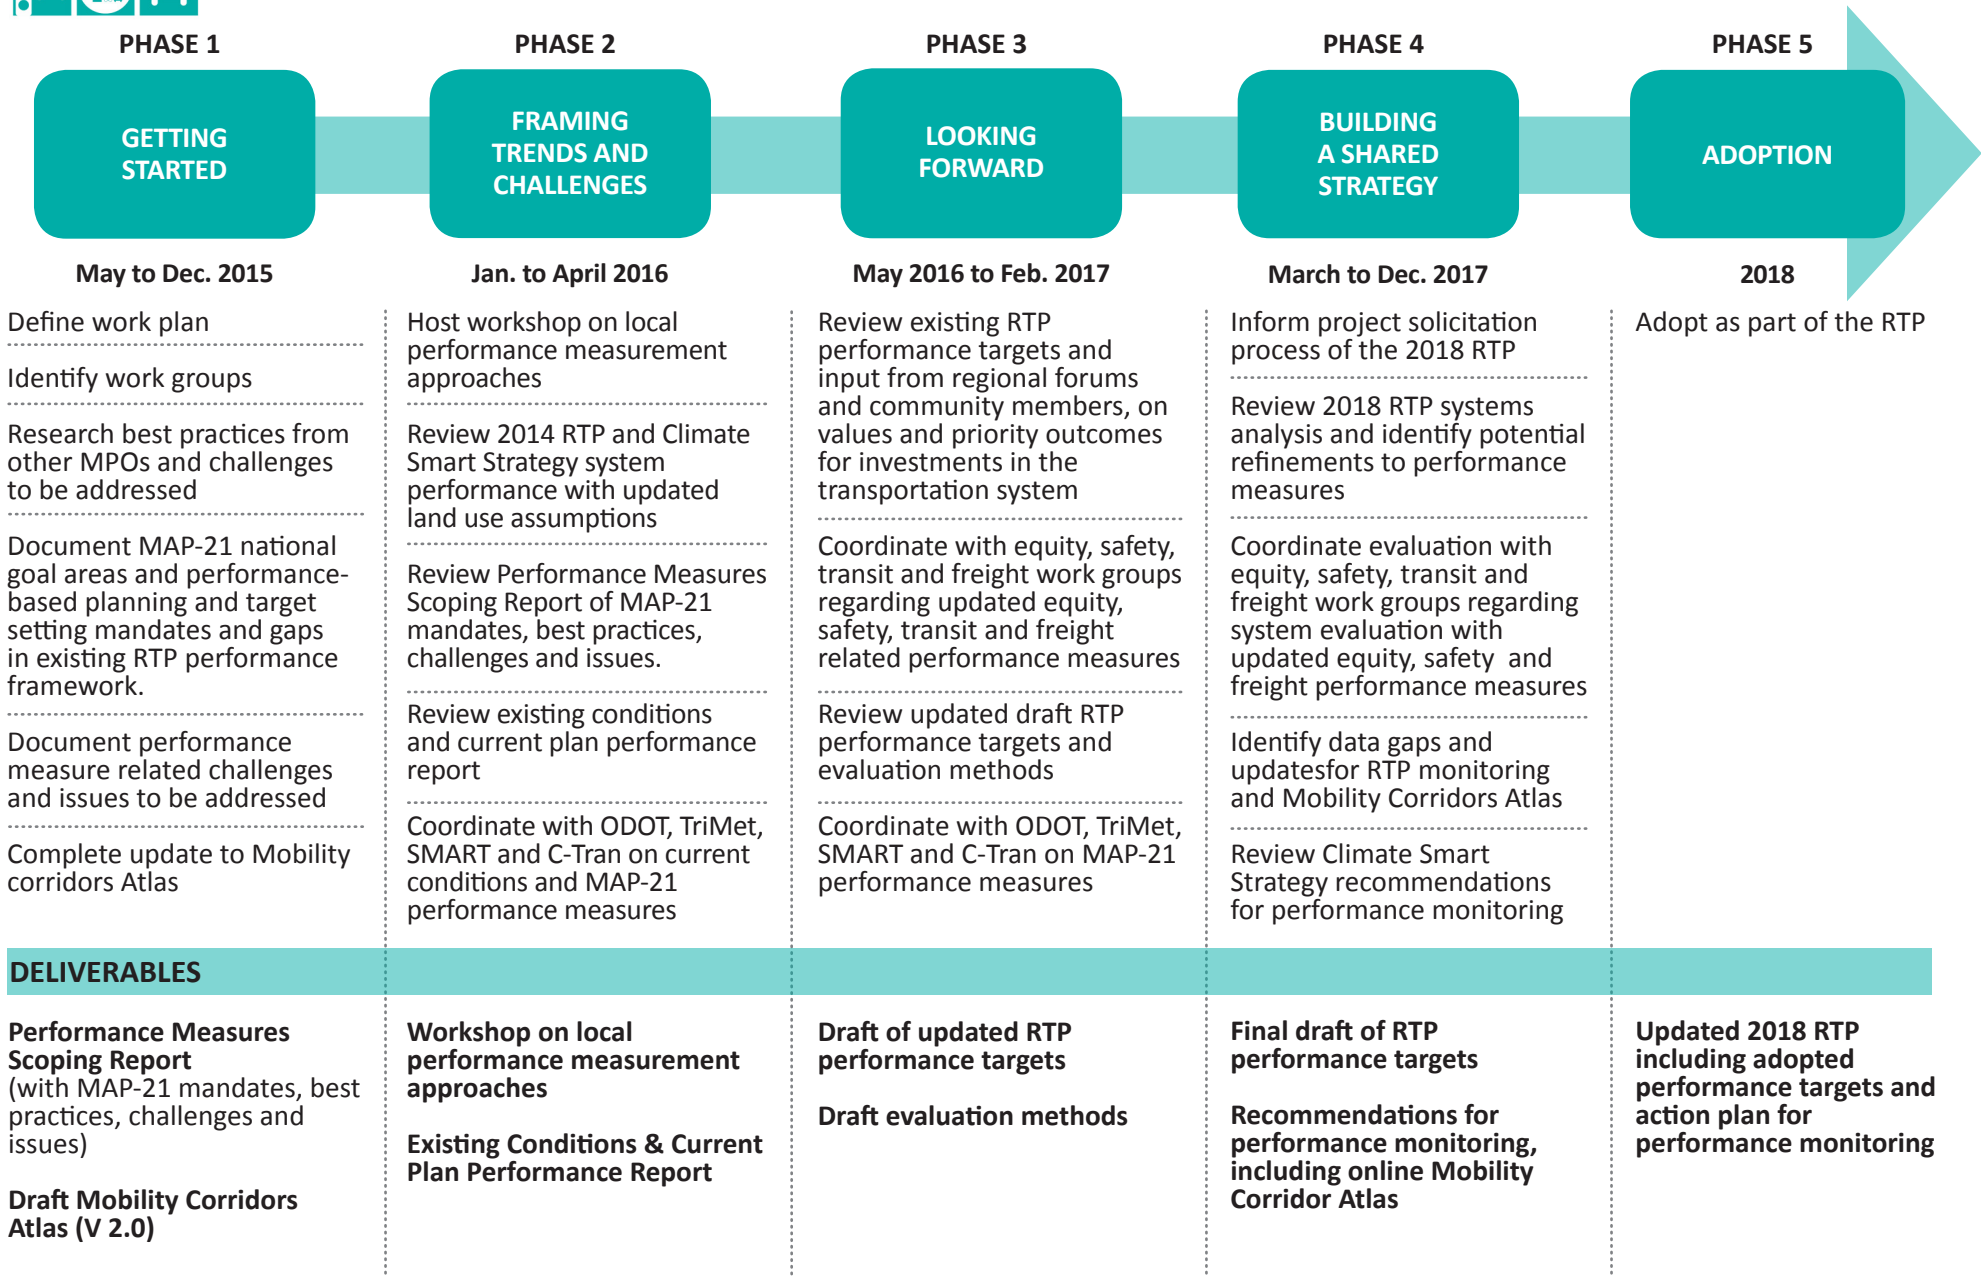 PHASE 1
PHASE 2
PHASE 3
PHASE 4
PHASE 5
GETTING
STARTED
FRAMING
TRENDS AND
CHALLENGES
LOOKING
FORWARD
BUILDING
A SHARED
STRATEGY
ADOPTION
May to Dec. 2015
Jan. to April 2016
May 2016 to Feb. 2017
March to Dec. 2017
2018
Define work plan
Identify work groups
Research best practices from
other MPOs and challenges
to be addressed
Document MAP-21 national
goal areas and performance-
based planning and target
setting mandates and gaps
in existing RTP performance
framework.
Document performance
measure related challenges
and issues to be addressed
Complete update to Mobility
corridors Atlas
Host workshop on local
performance measurement
approaches
Review 2014 RTP and Climate
Smart Strategy system
performance with updated
land use assumptions
Review Performance Measures
Scoping Report of MAP-21
mandates, best practices,
challenges and issues.
Review existing conditions
and current plan performance
report
Coordinate with ODOT, TriMet,
SMART and C-Tran on current
conditions and MAP-21
performance measures
Review existing RTP
performance targets and
input from regional forums
and community members, on
values and priority outcomes
for investments in the
transportation system
Coordinate with equity, safety,
transit and freight work groups
regarding updated equity,
safety, transit and freight
related performance measures
Review updated draft RTP
performance targets and
evaluation methods
Coordinate with ODOT, TriMet,
SMART and C-Tran on MAP-21
performance measures
Inform project solicitation
process of the 2018 RTP
Review 2018 RTP systems
analysis and identify potential
refinements to performance
measures
Coordinate evaluation with
equity, safety, transit and
freight work groups regarding
system evaluation with
updated equity, safety  and
freight performance measures
Identify data gaps and
updatesfor RTP monitoring
and Mobility Corridors Atlas
Review Climate Smart
Strategy recommendations
for performance monitoring
Adopt as part of the RTP
DELIVERABLES
Performance Measures
Scoping Report
(with MAP-21 mandates, best
practices, challenges and
issues)
Draft Mobility Corridors
Atlas (V 2.0)
Workshop on local
performance measurement
approaches
Existing Conditions & Current
Plan Performance Report
Draft of updated RTP
performance targets
Draft evaluation methods
Final draft of RTP
performance targets
Recommendations for
performance monitoring,
including online Mobility
Corridor Atlas
Updated 2018 RTP
including adopted
performance targets and
action plan for
performance monitoring